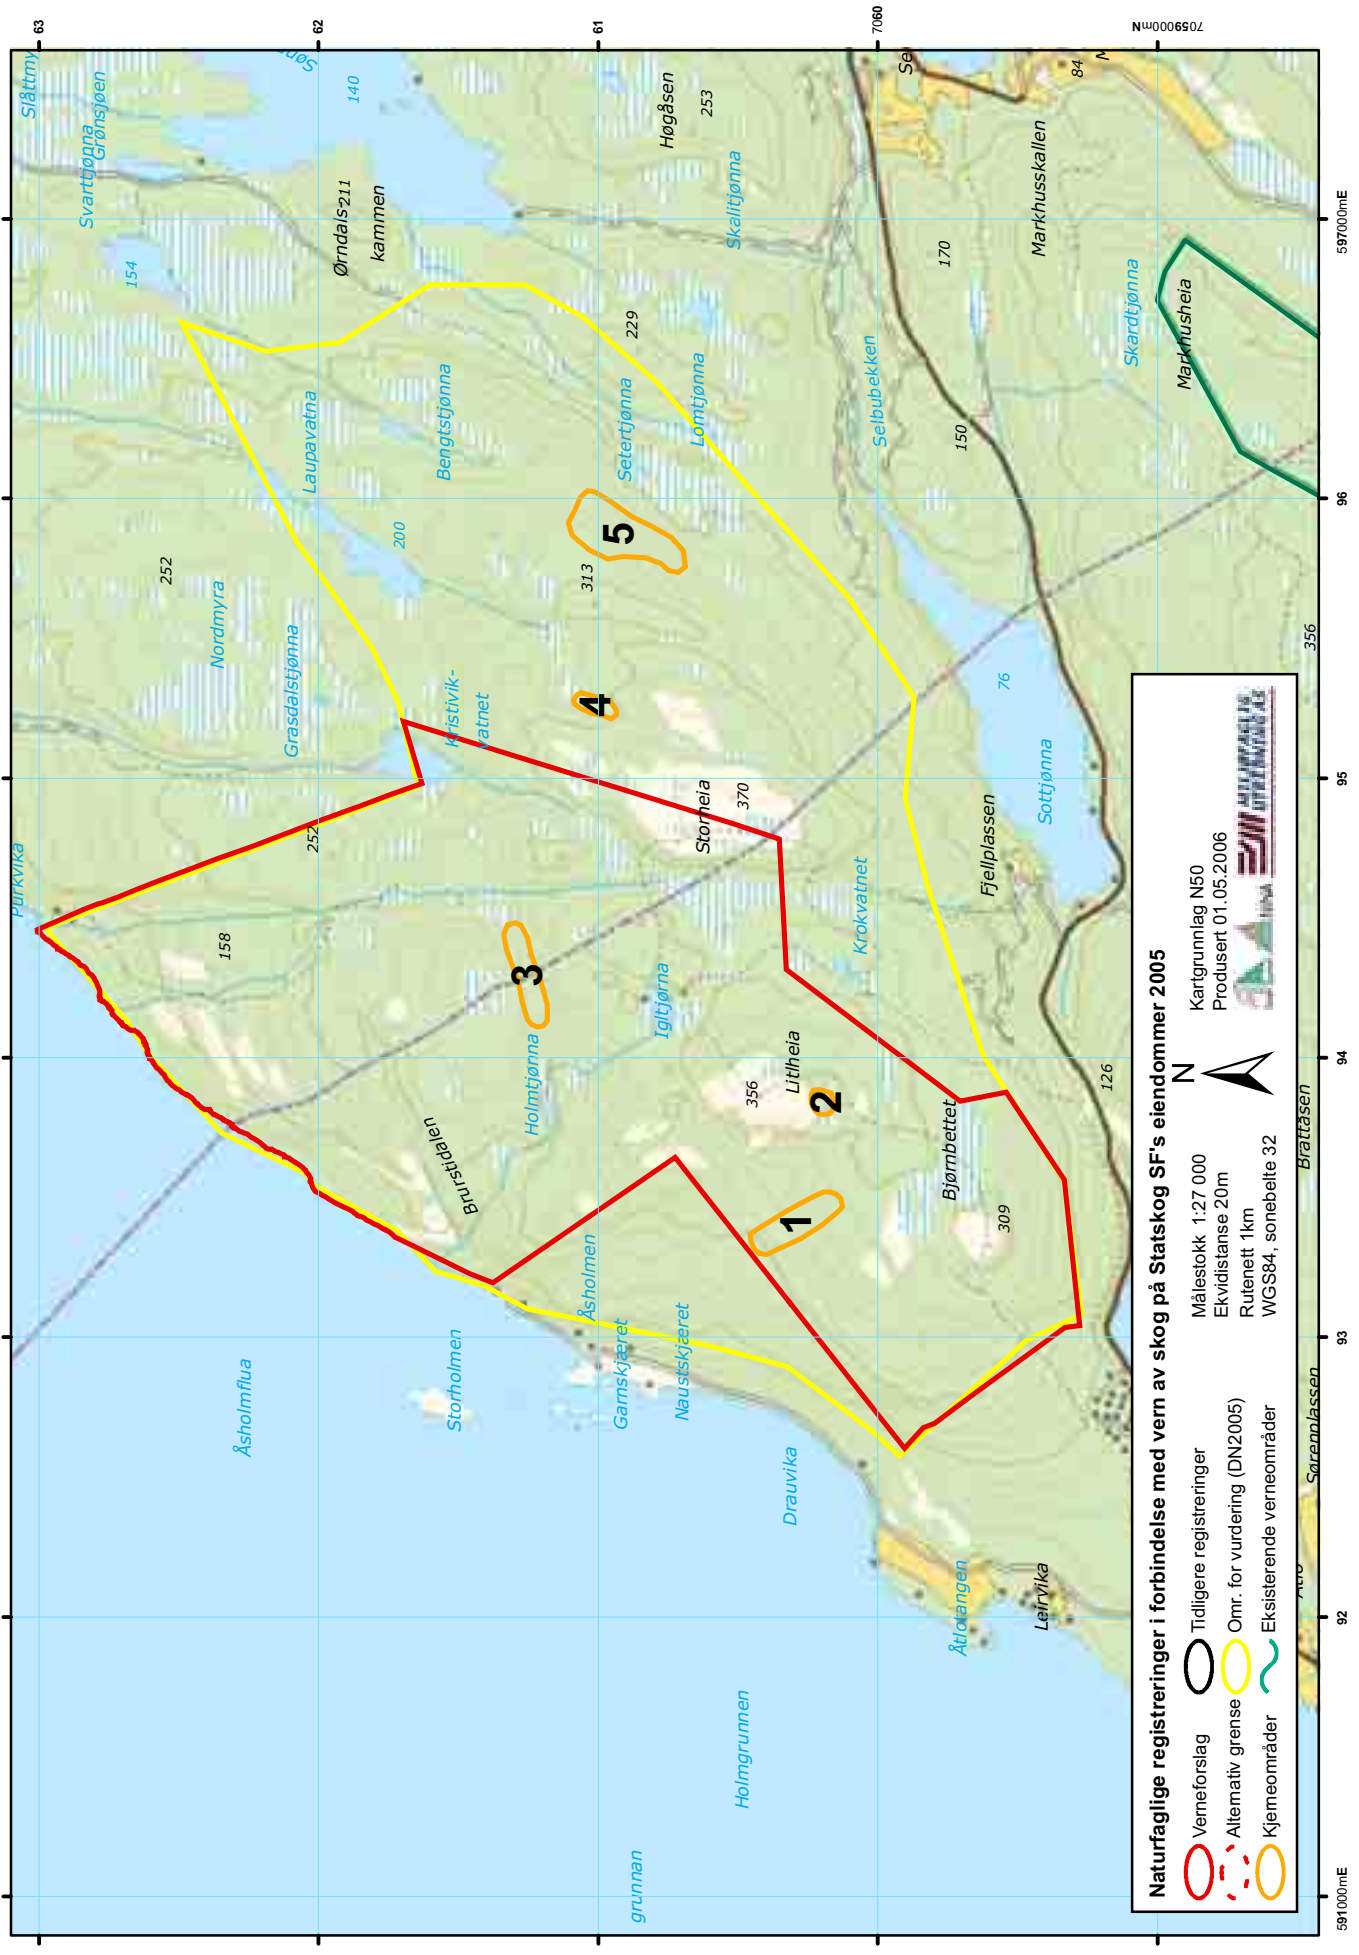 63
62
61
7060
7059000mN
591000mE
92
93
94
95
96
597000mE
Purkvika
158
252
252
Nordmyra
Grasdalstjønna
Slåttmy
Svarttjønna
Grønsjøen
154
140
Ørndals-
kammen
211
Laupavatna
200
Bengtstjønna
Kristivik-
vatnet
Setertjønna
Lomtjønna
229
313
Høgåsen
253
Skalitjønna
Selbubekken
170
150
84
Markhusskallen
Skardtjønna
Markhusheia
356
76
Sottjønna
Fjellplassen
Storheia
370
Krokvatnet
Igltjørna
Holmtjønna
Brurstidalen
Litlheia
356
Bjørnbettet
309
126
Brattåsen
Sørenplassen
Åsholmen
Garnskjæret
Naustskjæret
Storholmen
Åsholmflua
Drauvika
Åtlotangen
Leirvika
Holmgrunnen
grunnan
1
2
3
4
5
Naturfaglige registreringer i forbindelse med vern av skog på Statskog SF's eiendommer 2005
Verneforslag
Alternativ grense
Kjerneområder
Tidligere registreringer
Omr. for vurdering (DN2005)
Eksisterende verneområder
Målestokk 1:27 000
Ekvidistanse 20m
Rutenett 1km
WGS84, sonebelte 32
N
Kartgrunnlag N50
Produsert 01.05.2006